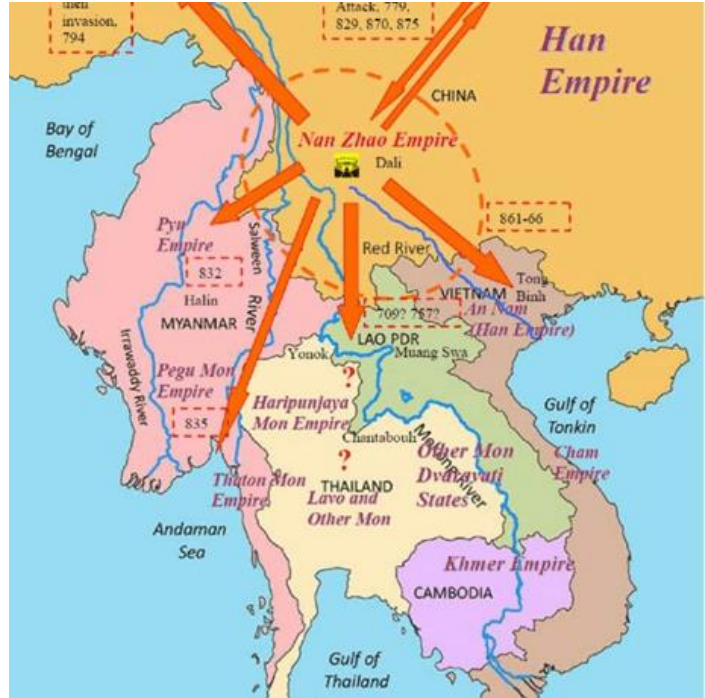 then
invasion,
794
Attack, 779,
829, 870, 875
Han
Empire
CHINA
Bay of
Bengal
Nan Zhao Empire
Dali
861-66
Pyu
Empire
Salween
River
Red River
832
Halin
MYANMAR
Tong
Binh
VIETNAM
An Nam
(Han Empire)
709? 757?
LAO PDR
Muang Swa
Yonok
Irrawaddy River
Pegu Mon
Empire
?
Haripunjaya
Mon Empire
835
Gulf of
Tonkin
Chantabouli
Mekong River
Other Mon
Dvaravati
States
Cham
Empire
?
THAILAND
Thaton Mon
Empire
Lavo and
Other Mon
Andaman
Sea
Khmer Empire
CAMBODIA
Gulf of
Thailand